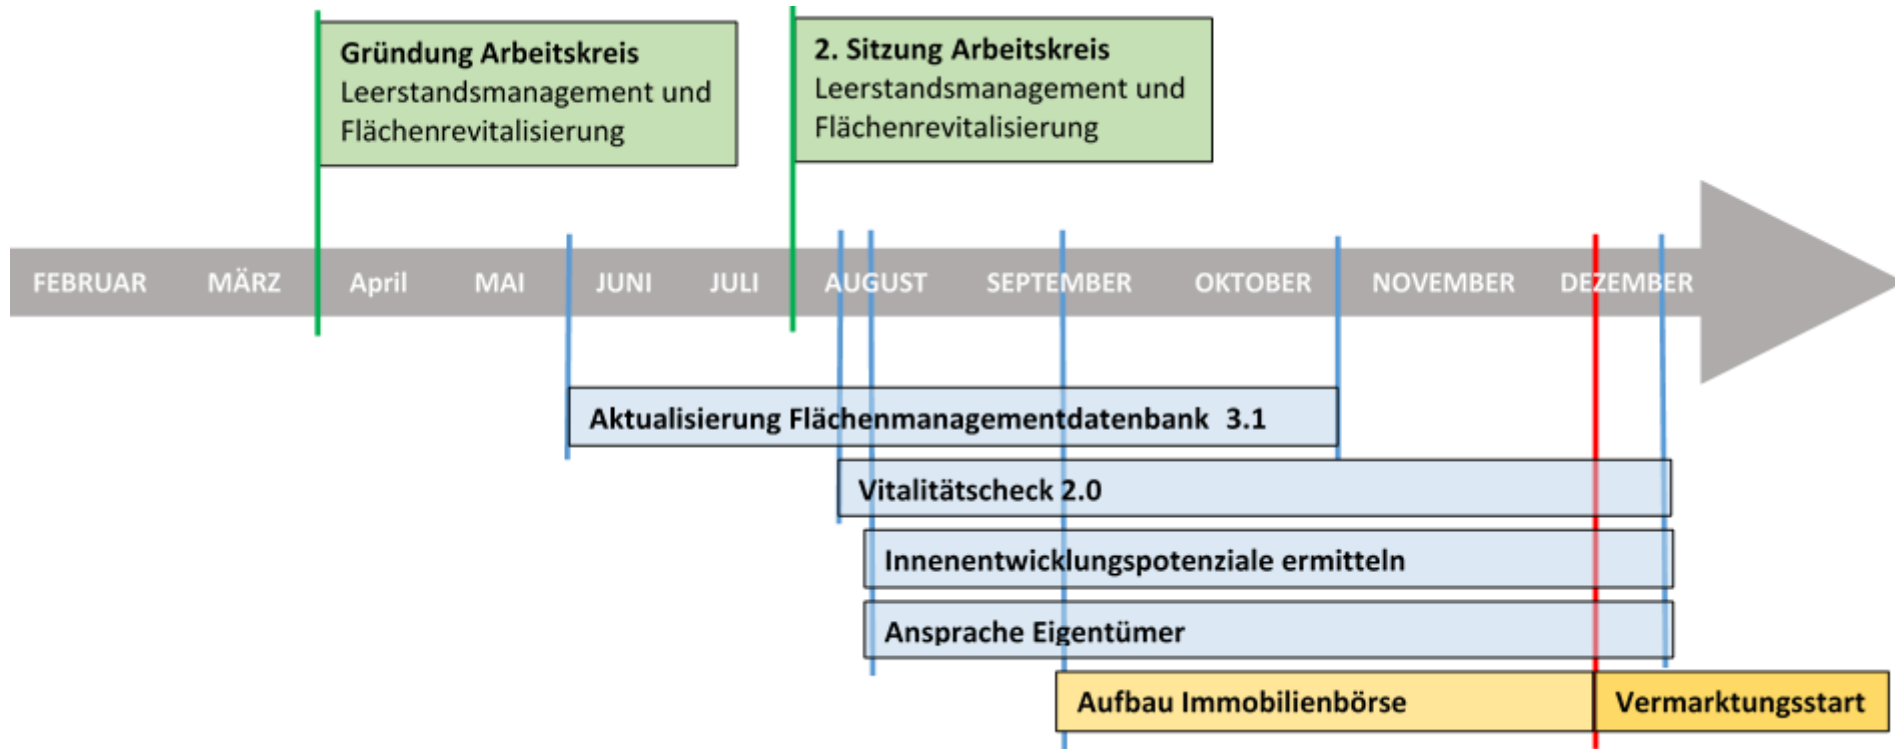 Gründung Arbeitskreis
Leerstandsmanagement und
Flächenrevitalisierung
2. Sitzung Arbeitskreis
Leerstandsmanagement und
Flächenrevitalisierung
FEBRUAR MÄRZ April MAI JUNI JULI AUGUST SEPTEMBER OKTOBER NOVEMBER DEZEMBER
Aktualisierung Flächenmanagementdatenbank 3.1
Vitalitätscheck 2.0
Innenentwicklungspotenziale ermitteln
Ansprache Eigentümer
Aufbau Immobilienbörse Vermarktungsstart